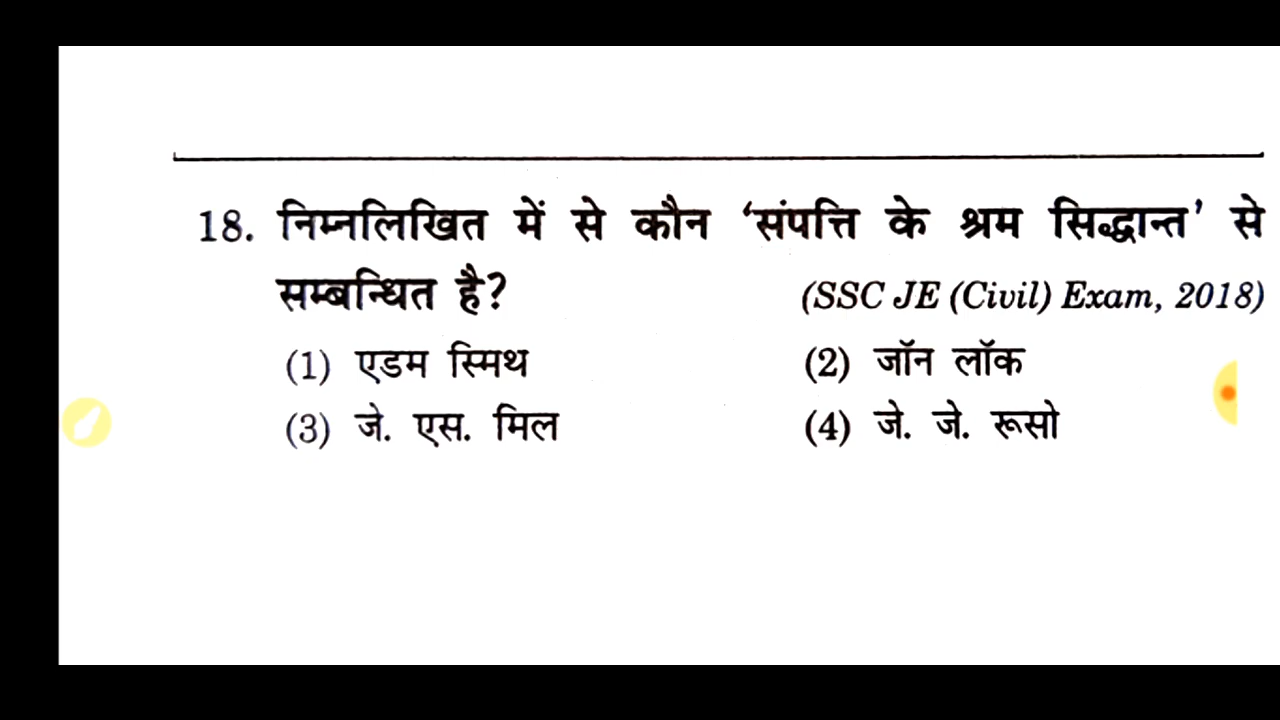 18. निम्नलिखित में से कौन ‘संपत्ति के श्रम सिद्धान्त’ से
सम्बन्धित है? (SSC JE (Civil) Exam, 2018)
(1) एडम स्मिथ (2) जॉन लॉक
(3) जे. एस. मिल (4) जे. जे. रूसो